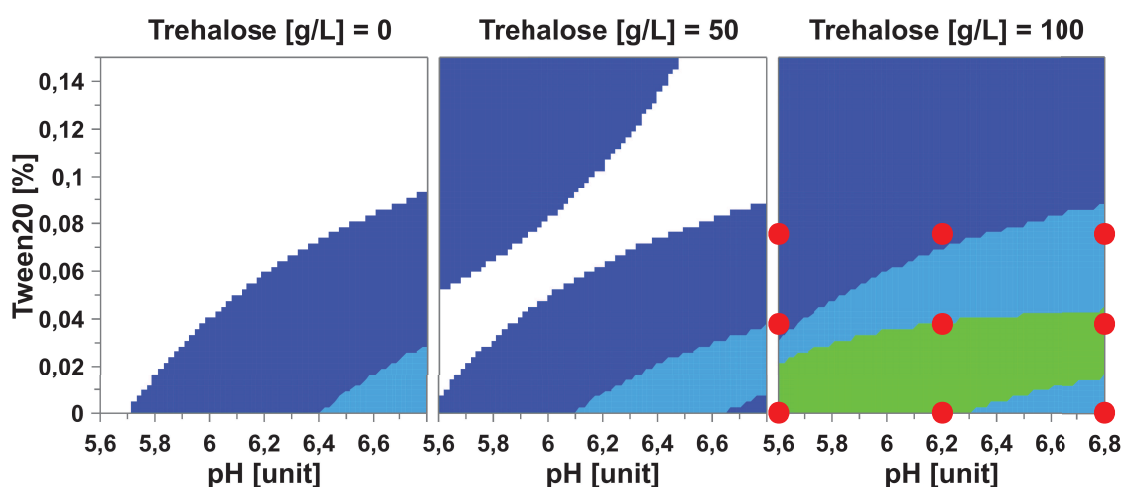 Trehalose [g/L] = 0
Trehalose [g/L] = 50
Trehalose [g/L] = 100
Tween20 [%]
0,14
0,12
0,1
0,08
0,06
0,04
0,02
0
5,6 5,8 6 6,2 6,4 6,6
5,6 5,8 6 6,2 6,4 6,6
5,6 5,8 6 6,2 6,4 6,6 6,8
pH [unit]
pH [unit]
pH [unit]